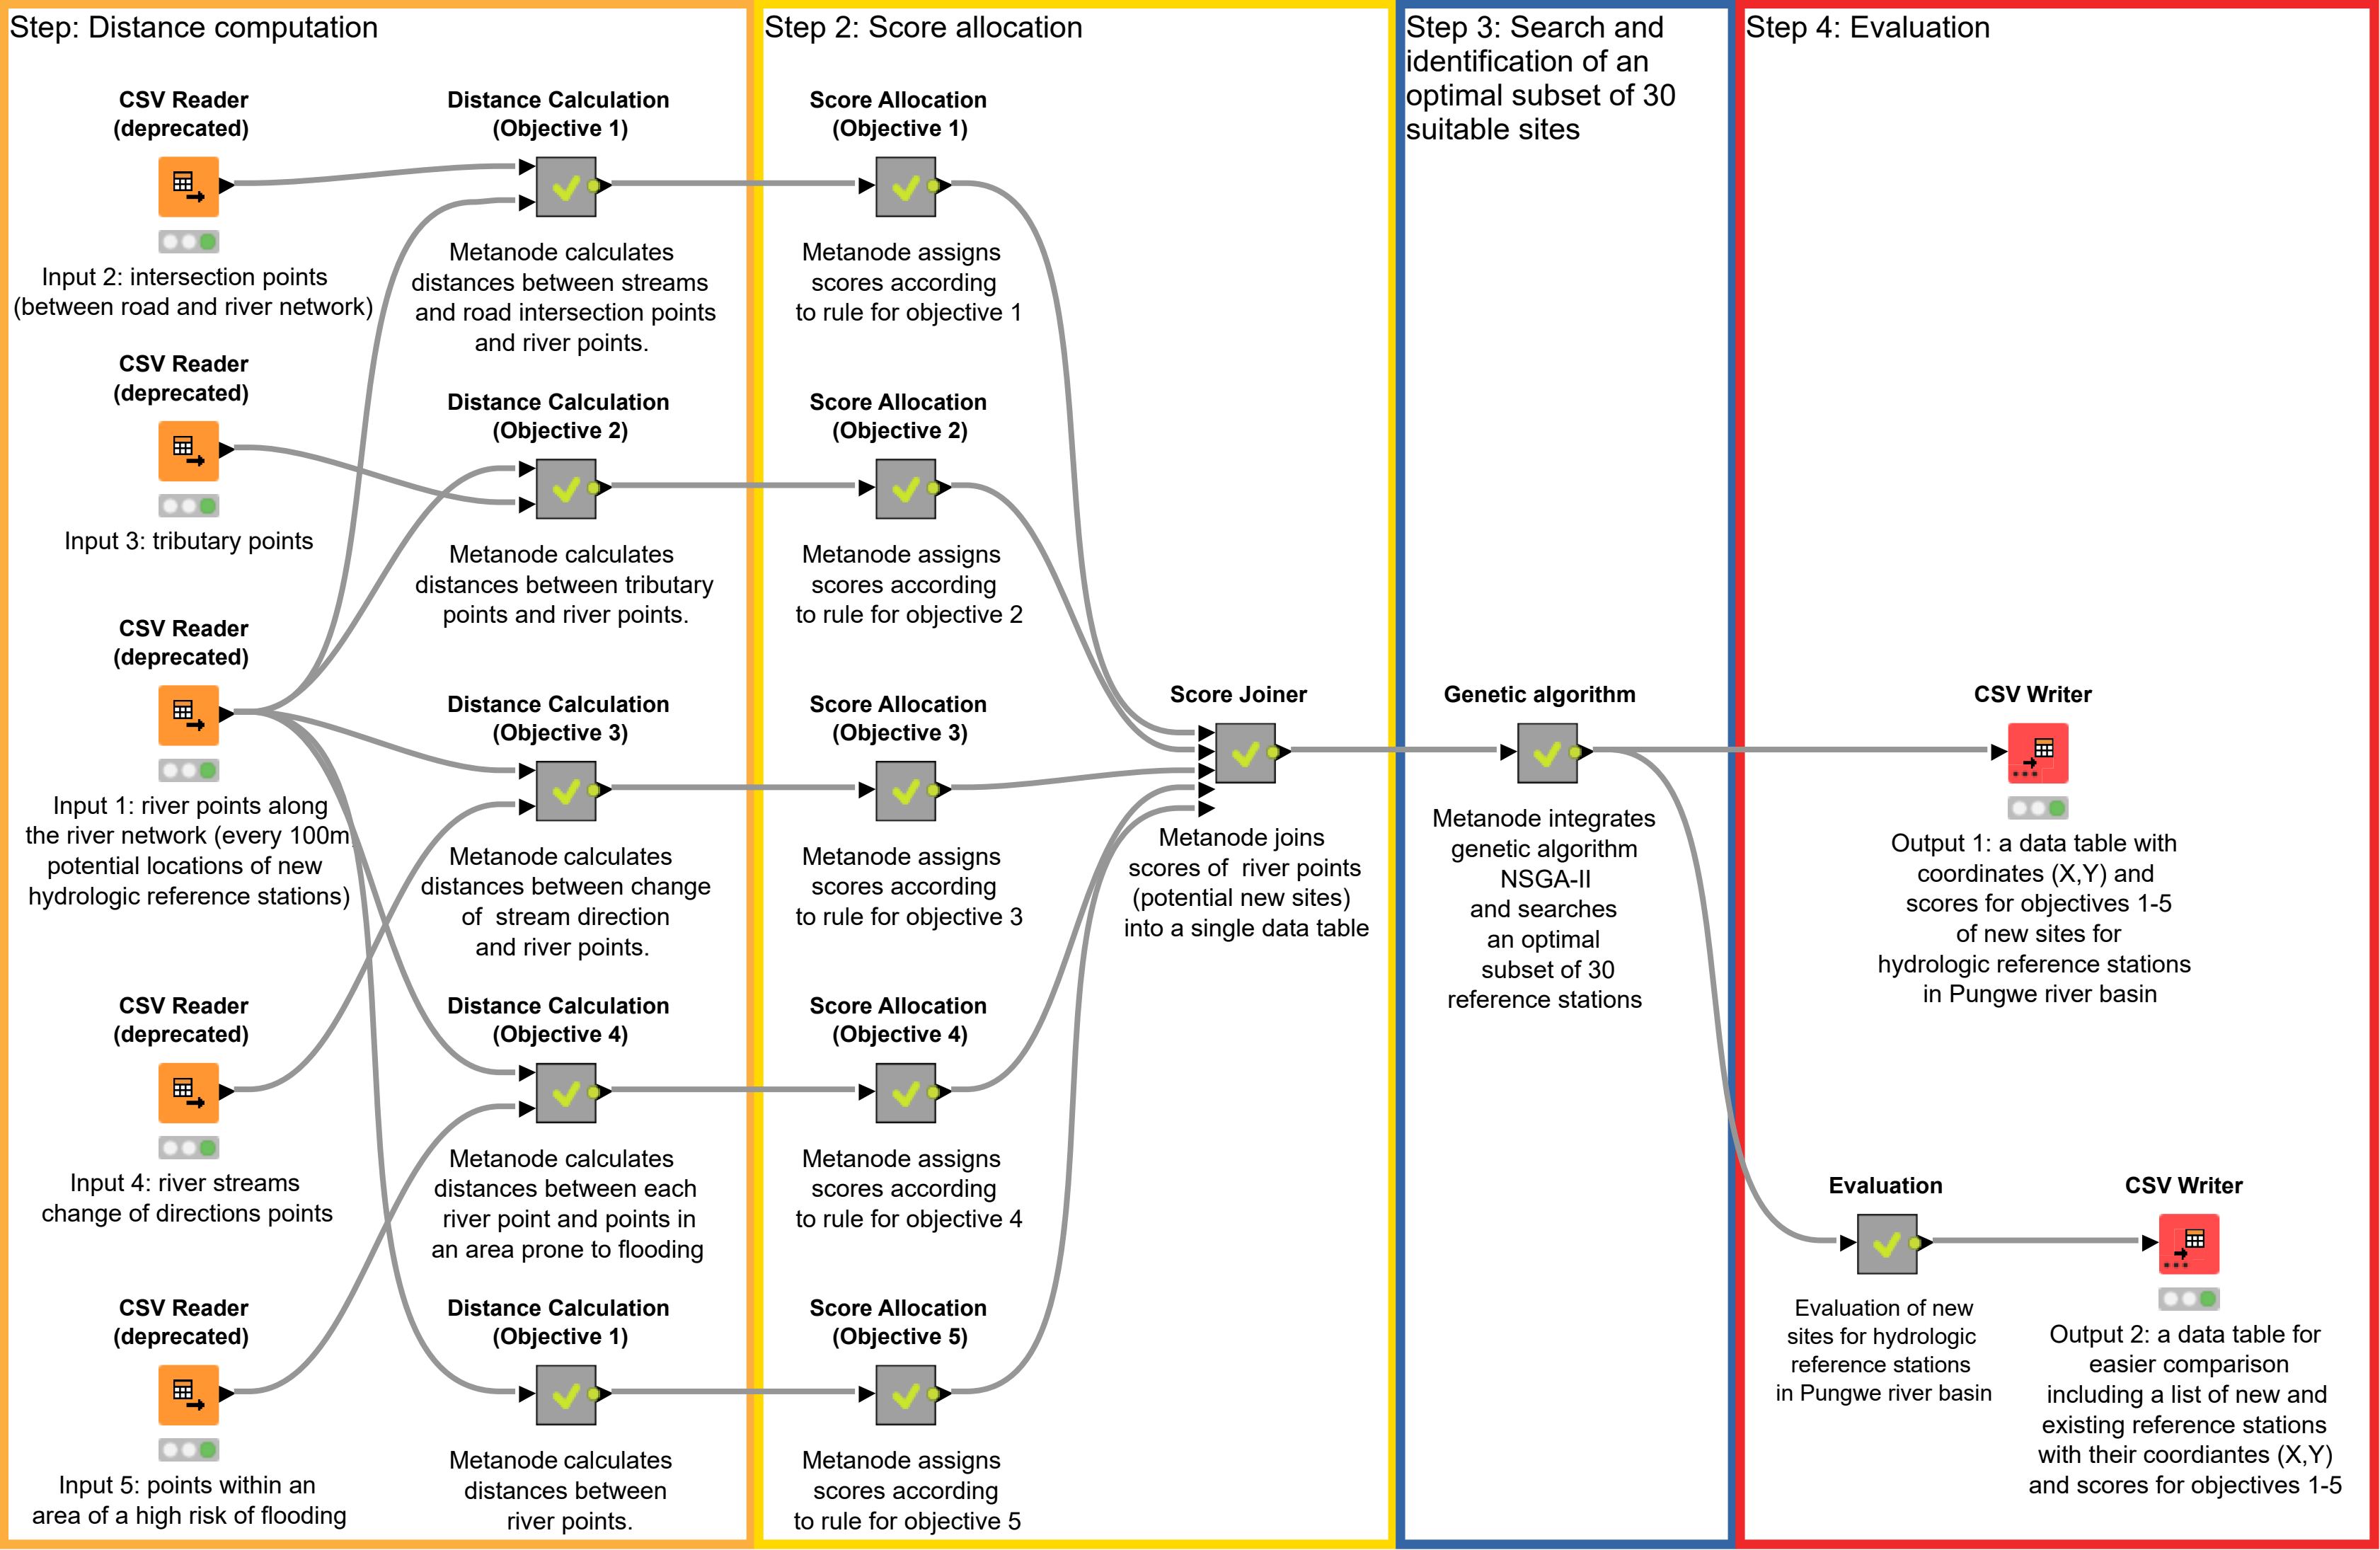 Step: Distance computation
CSV Reader
(deprecated)
Input 2: intersection points
(between road and river network)
CSV Reader
(deprecated)
Input 3: tributary points
CSV Reader
(deprecated)
Input 1: river points along
the river network (every 100m
potential locations of new
hydrologic reference stations)
CSV Reader
(deprecated)
Input 4: river streams
change of directions points
CSV Reader
(deprecated)
Input 5: points within an
area of a high risk of flooding
Distance Calculation
(Objective 1)
Metanode calculates
distances between streams
and road intersection points
and river points.
Distance Calculation
(Objective 2)
Metanode calculates
distances between tributary
points and river points.
Distance Calculation
(Objective 3)
Metanode calculates
distances between change
of stream direction
and river points.
Distance Calculation
(Objective 4)
Metanode calculates
distances between each
river point and points in
an area prone to flooding
Distance Calculation
(Objective 1)
Metanode calculates
distances between
river points.
Step 2: Score allocation
Score Allocation
(Objective 1)
Metanode assigns
scores according
to rule for objective 1
Score Allocation
(Objective 2)
Metanode assigns
scores according
to rule for objective 2
Score Allocation
(Objective 3)
Metanode assigns
scores according
to rule for objective 3
Score Allocation
(Objective 4)
Metanode assigns
scores according
to rule for objective 4
Score Allocation
(Objective 5)
Metanode assigns
scores according
to rule for objective 5
Score Joiner
Metanode joins
scores of river points
(potential new sites)
into a single data table
Step 3: Search and
identification of an
optimal subset of 30
suitable sites
Genetic algorithm
Metanode integrates
genetic algorithm
NSGA-II
and searches
an optimal
subset of 30
reference stations
Step 4: Evaluation
CSV Writer
Output 1: a data table with
coordinates (X,Y) and
scores for objectives 1-5
of new sites for
hydrologic reference stations
in Pungwe river basin
Evaluation
Evaluation of new
sites for hydrologic
reference stations
in Pungwe river basin
CSV Writer
Output 2: a data table for
easier comparison
including a list of new and
existing reference stations
with their coordiantes (X,Y)
and scores for objectives 1-5